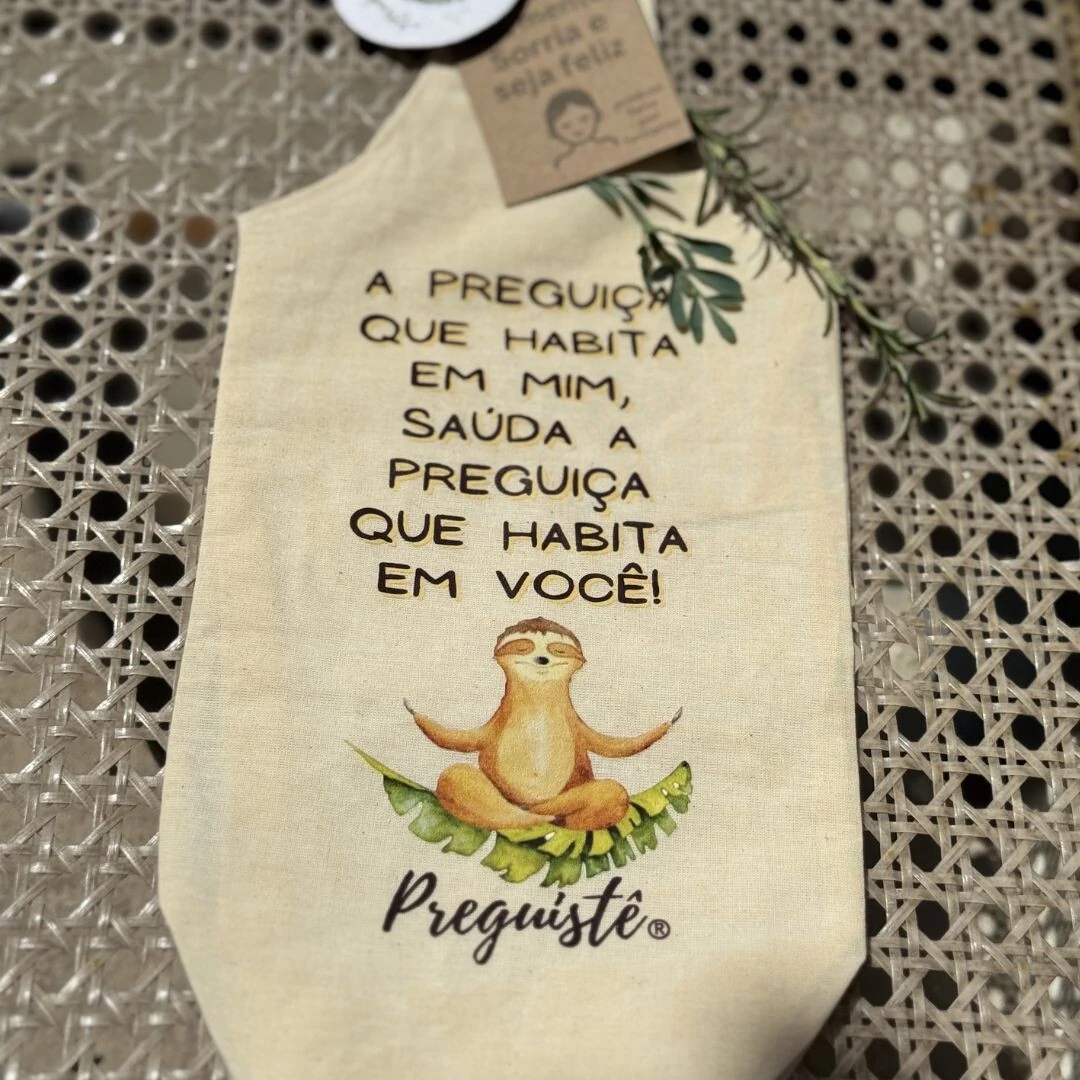 Sorria e
seja feliz
A PREGUIÇA
QUE HABITA
EM MIM,
SAÚDA A
PREGUIÇA
QUE HABITA
EM VOCÊ!
Preguistê®